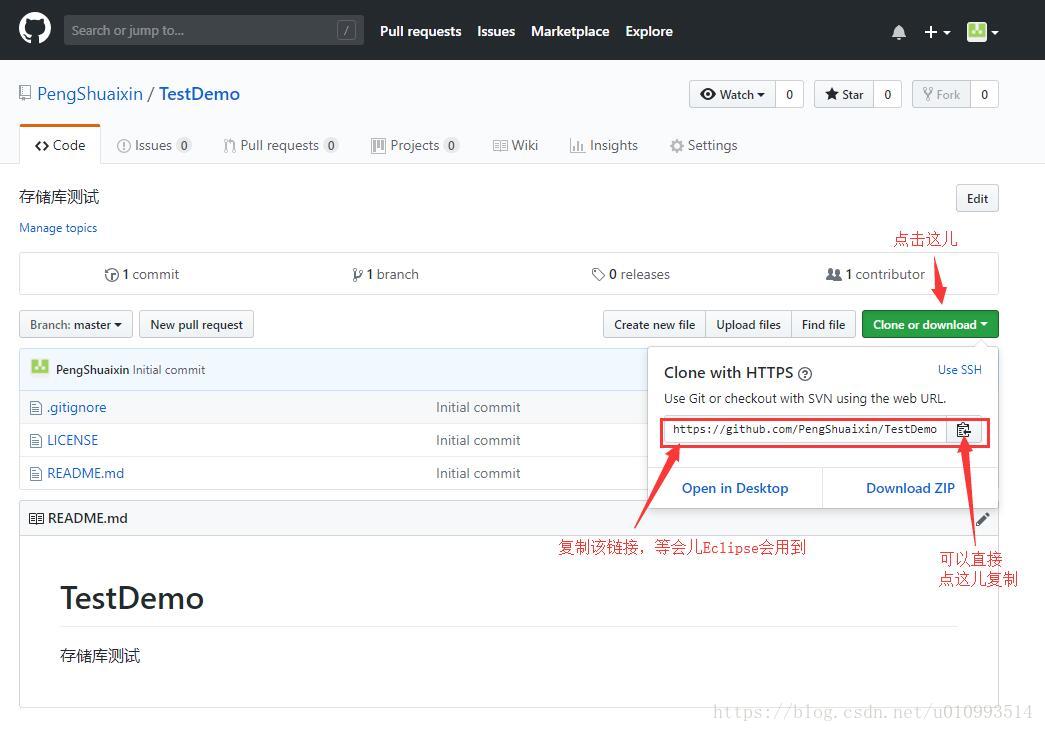 Search or jump to... /
Pull requests Issues Marketplace Explore
PengShuaixin / TestDemo
Watch 0 Star 0 Fork 0
Code Issues 0 Pull requests 0 Projects 0 Wiki Insights Settings
存储库测试
Edit
Manage topics
点击这儿
1 commit 1 branch 0 releases 1 contributor
Branch: master New pull request Create new file Upload files Find file Clone or download
PengShuaixin Initial commit
.gitignore Initial commit
LICENSE Initial commit
README.md Initial commit
Clone with HTTPS ?
Use SSH
Use Git or checkout with SVN using the web URL.
https://github.com/PengShuaixin/TestDemo
Open in Desktop Download ZIP
README.md
复制该链接，等会儿Eclipse会用到
可以直接
点这儿复制
TestDemo
存储库测试
https://blog.csdn.net/u010993514